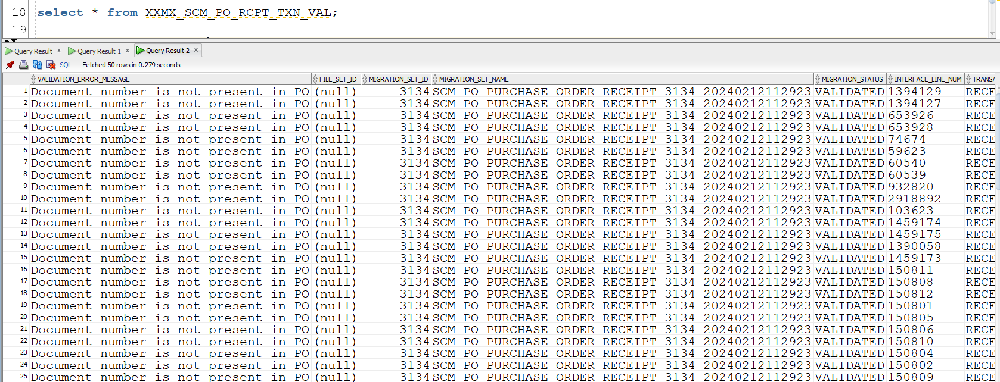 18 select * from XXMX_SCM_PO_RCPT_TXN_VAL;
19
Query Result x Query Result 1 x Query Result 2 x
SQL | Fetched 50 rows in 0.279 seconds
VALIDATION_ERROR_MESSAGE FILE_SET_ID MIGRATION_SET_ID MIGRATION_SET_NAME MIGRATION_STATUS INTERFACE_LINE_NUM TRANSA
1 Document number is not present in PO (null) 3134 SCM PO PURCHASE ORDER RECEIPT 3134 20240212112923 VALIDATED 1394129 RECE
2 Document number is not present in PO (null) 3134 SCM PO PURCHASE ORDER RECEIPT 3134 20240212112923 VALIDATED 1394127 RECE
3 Document number is not present in PO (null) 3134 SCM PO PURCHASE ORDER RECEIPT 3134 20240212112923 VALIDATED 653926 RECE
4 Document number is not present in PO (null) 3134 SCM PO PURCHASE ORDER RECEIPT 3134 20240212112923 VALIDATED 653928 RECE
5 Document number is not present in PO (null) 3134 SCM PO PURCHASE ORDER RECEIPT 3134 20240212112923 VALIDATED 74674 RECE
6 Document number is not present in PO (null) 3134 SCM PO PURCHASE ORDER RECEIPT 3134 20240212112923 VALIDATED 59623 RECE
7 Document number is not present in PO (null) 3134 SCM PO PURCHASE ORDER RECEIPT 3134 20240212112923 VALIDATED 60540 RECE
8 Document number is not present in PO (null) 3134 SCM PO PURCHASE ORDER RECEIPT 3134 20240212112923 VALIDATED 60539 RECE
9 Document number is not present in PO (null) 3134 SCM PO PURCHASE ORDER RECEIPT 3134 20240212112923 VALIDATED 932820 RECE
10 Document number is not present in PO (null) 3134 SCM PO PURCHASE ORDER RECEIPT 3134 20240212112923 VALIDATED 2918892 RECE
11 Document number is not present in PO (null) 3134 SCM PO PURCHASE ORDER RECEIPT 3134 20240212112923 VALIDATED 103623 RECE
12 Document number is not present in PO (null) 3134 SCM PO PURCHASE ORDER RECEIPT 3134 20240212112923 VALIDATED 1459174 RECE
13 Document number is not present in PO (null) 3134 SCM PO PURCHASE ORDER RECEIPT 3134 20240212112923 VALIDATED 1459175 RECE
14 Document number is not present in PO (null) 3134 SCM PO PURCHASE ORDER RECEIPT 3134 20240212112923 VALIDATED 1390058 RECE
15 Document number is not present in PO (null) 3134 SCM PO PURCHASE ORDER RECEIPT 3134 20240212112923 VALIDATED 1459173 RECE
16 Document number is not present in PO (null) 3134 SCM PO PURCHASE ORDER RECEIPT 3134 20240212112923 VALIDATED 150811 RECE
17 Document number is not present in PO (null) 3134 SCM PO PURCHASE ORDER RECEIPT 3134 20240212112923 VALIDATED 150808 RECE
18 Document number is not present in PO (null) 3134 SCM PO PURCHASE ORDER RECEIPT 3134 20240212112923 VALIDATED 150812 RECE
19 Document number is not present in PO (null) 3134 SCM PO PURCHASE ORDER RECEIPT 3134 20240212112923 VALIDATED 150801 RECE
20 Document number is not present in PO (null) 3134 SCM PO PURCHASE ORDER RECEIPT 3134 20240212112923 VALIDATED 150805 RECE
21 Document number is not present in PO (null) 3134 SCM PO PURCHASE ORDER RECEIPT 3134 20240212112923 VALIDATED 150806 RECE
22 Document number is not present in PO (null) 3134 SCM PO PURCHASE ORDER RECEIPT 3134 20240212112923 VALIDATED 150810 RECE
23 Document number is not present in PO (null) 3134 SCM PO PURCHASE ORDER RECEIPT 3134 20240212112923 VALIDATED 150804 RECE
24 Document number is not present in PO (null) 3134 SCM PO PURCHASE ORDER RECEIPT 3134 20240212112923 VALIDATED 150802 RECE
25 Document number is not present in PO (null) 3134 SCM PO PURCHASE ORDER RECEIPT 3134 20240212112923 VALIDATED 150809 RECE